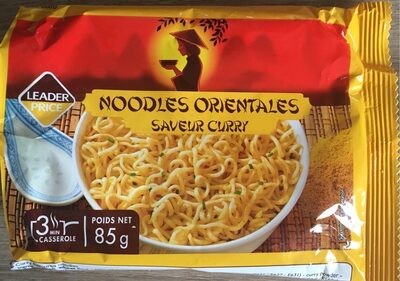 LEADER
PRICE
NOODLES ORIENTALES
SAVEUR CURRY
3 MIN
CASSEROLE
POIDS NET
85g